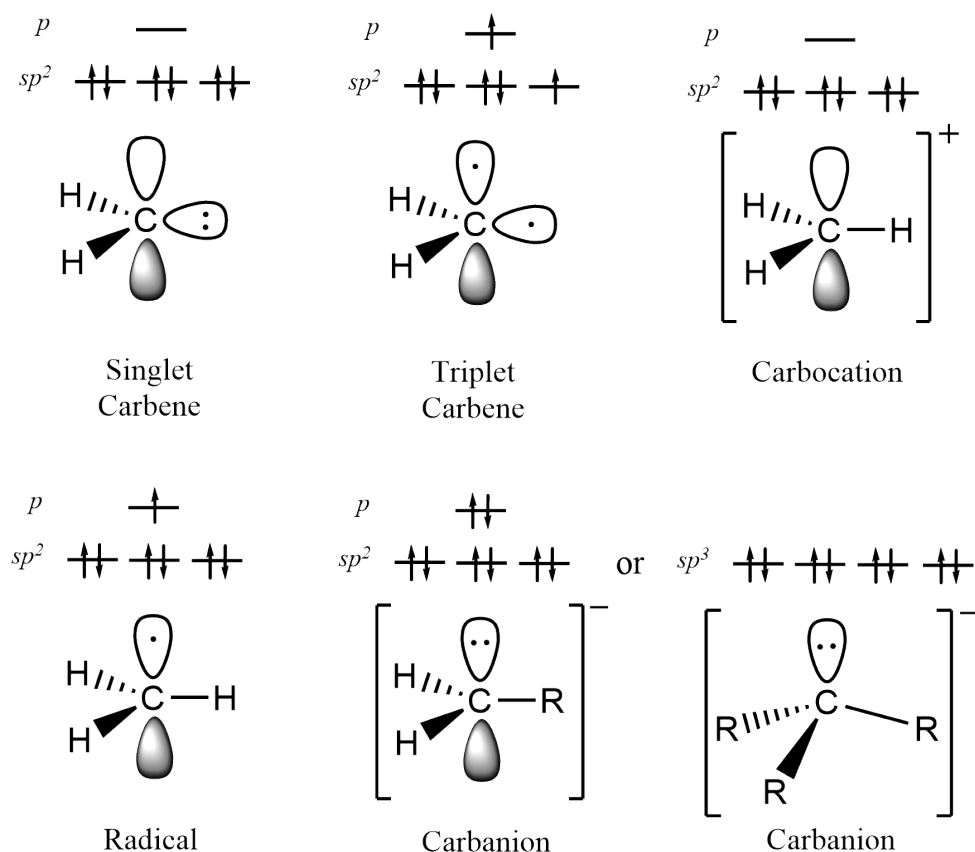 p
sp²
H
C
H
Singlet
Carbene
p
sp²
H
C
H
Triplet
Carbene
p
sp²
+
H
C H
H
Carbocation
p
sp²
H
C H
H
Radical
p
sp²
−
H
C R
H
Carbanion
or
sp³
−
C
R R
R
Carbanion